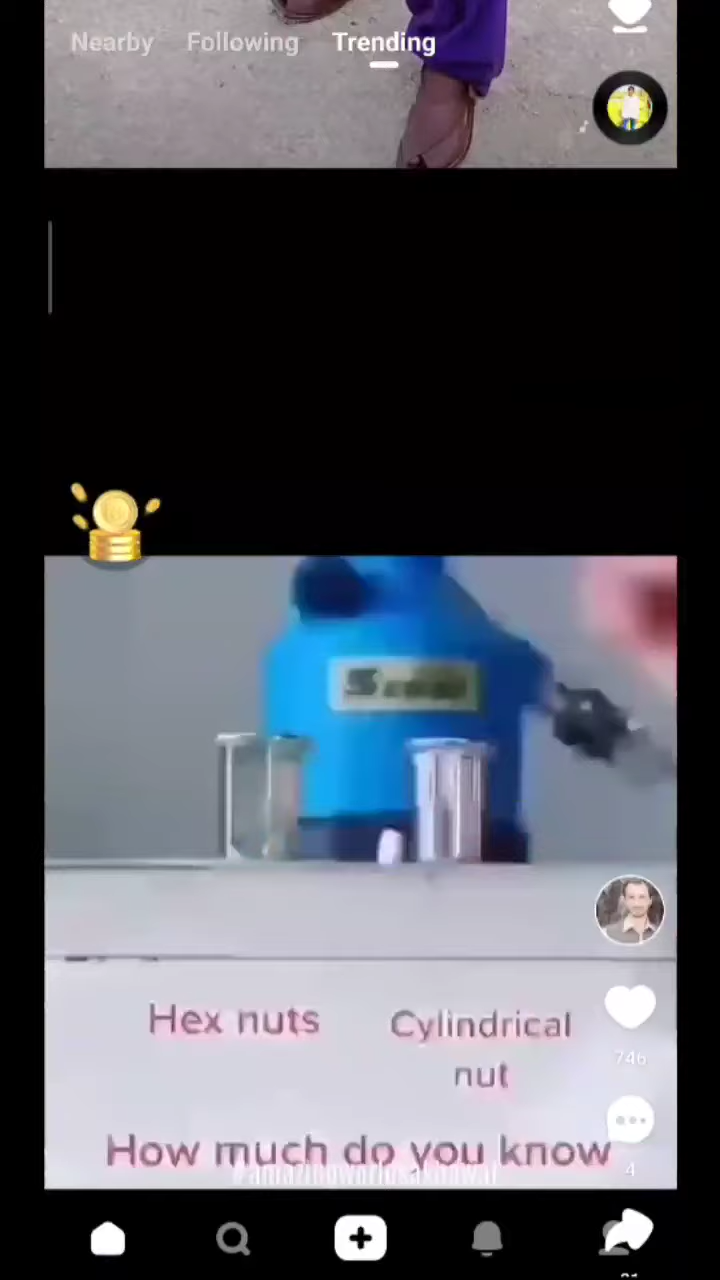 Nearby Following Trending
Hex nuts
Cylindrical
nut
746
How much do you know
4